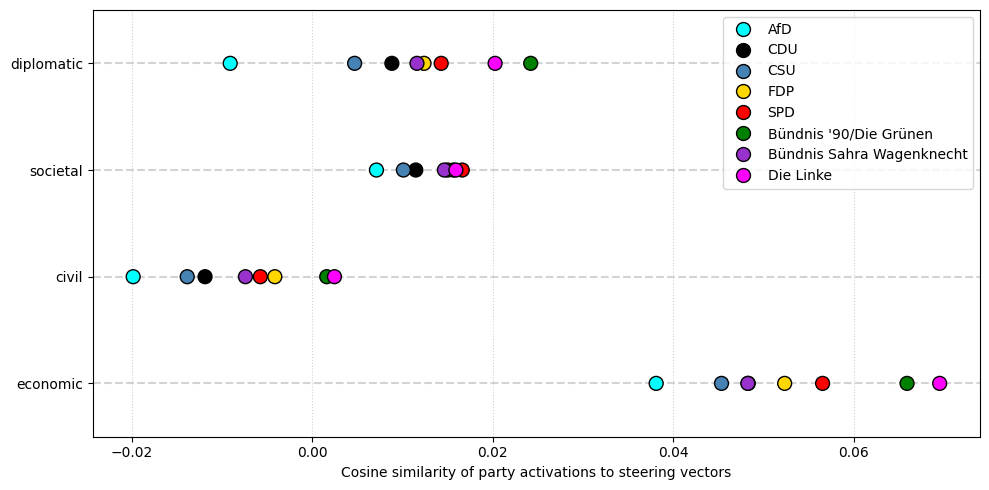 AfD
CDU
CSU
FDP
SPD
Bündnis '90/Die Grünen
Bündnis Sahra Wagenknecht
Die Linke
diplomatic
societal
civil
economic
−0.02 0.00 0.02 0.04 0.06
Cosine similarity of party activations to steering vectors